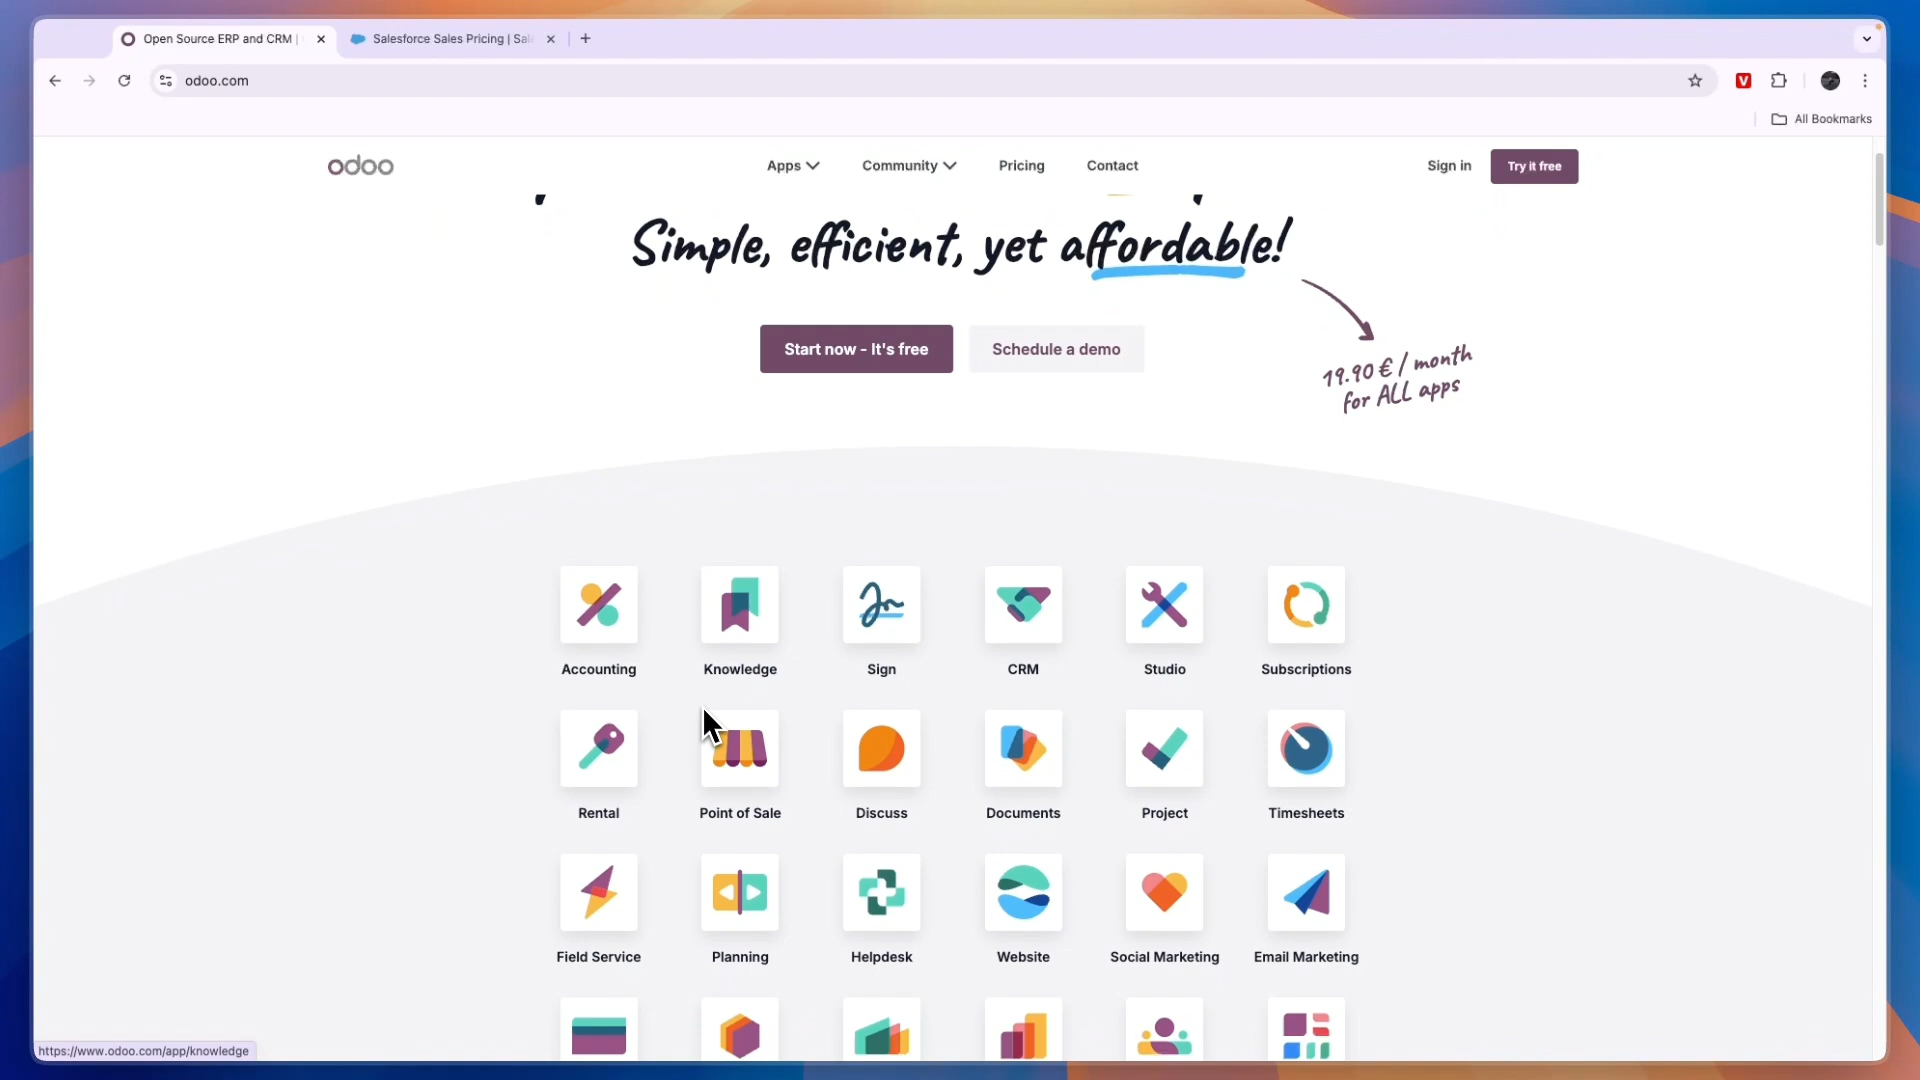 Open Source ERP and CRM |
Salesforce Sales Pricing | Sal
odoo.com
All Bookmarks
odoo
Apps
Community
Pricing
Contact
Sign in
Try it free
Simple, efficient, yet affordable!
Start now - It's free
Schedule a demo
19.90 € / month
for ALL apps
Accounting
Knowledge
Sign
CRM
Studio
Subscriptions
Rental
Point of Sale
Discuss
Documents
Project
Timesheets
Field Service
Planning
Helpdesk
Website
Social Marketing
Email Marketing
https://www.odoo.com/app/knowledge